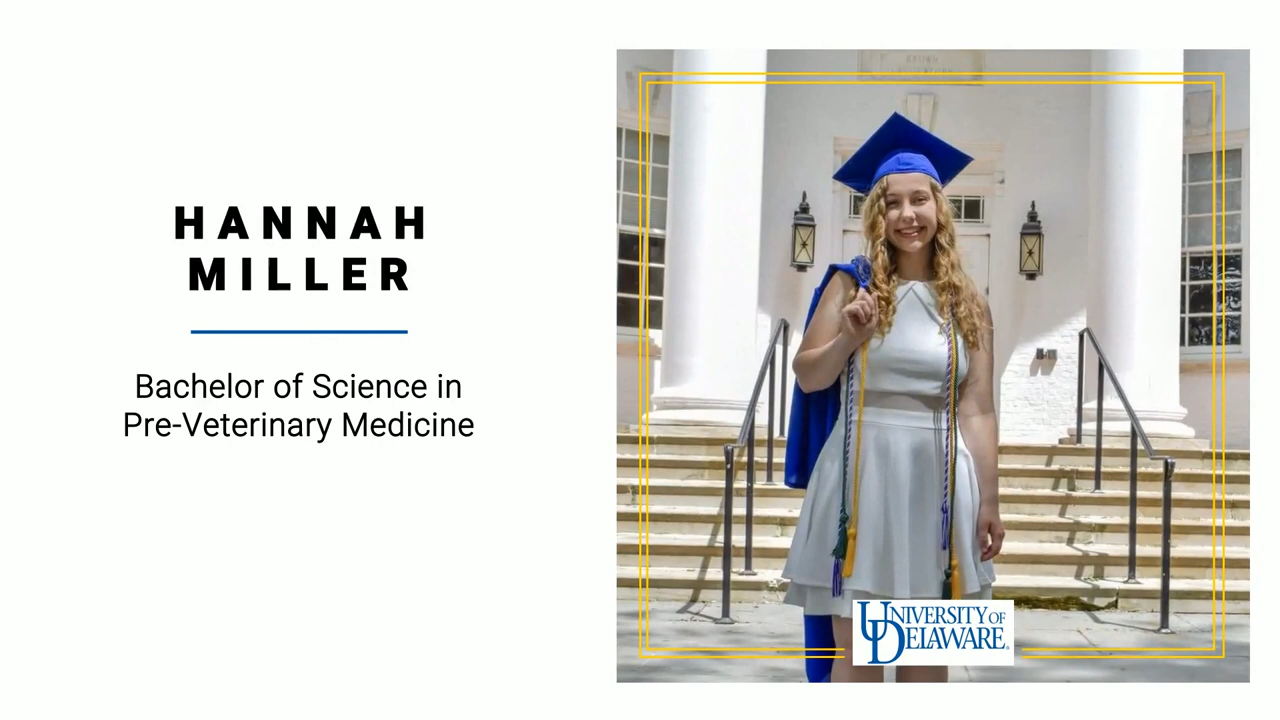 HANNAH
MILLER
Bachelor of Science in
Pre-Veterinary Medicine
UNIVERSITY OF
DELAWARE